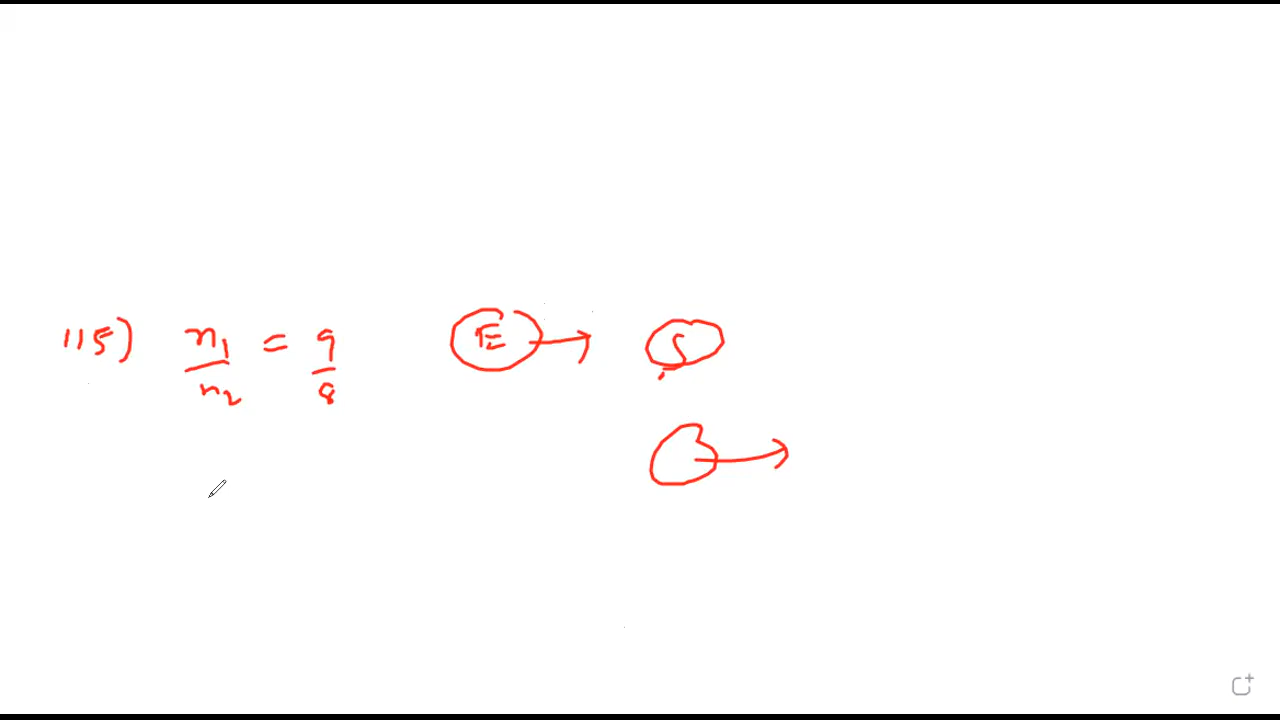 115) n1/n2 = 9/8 E → S
→